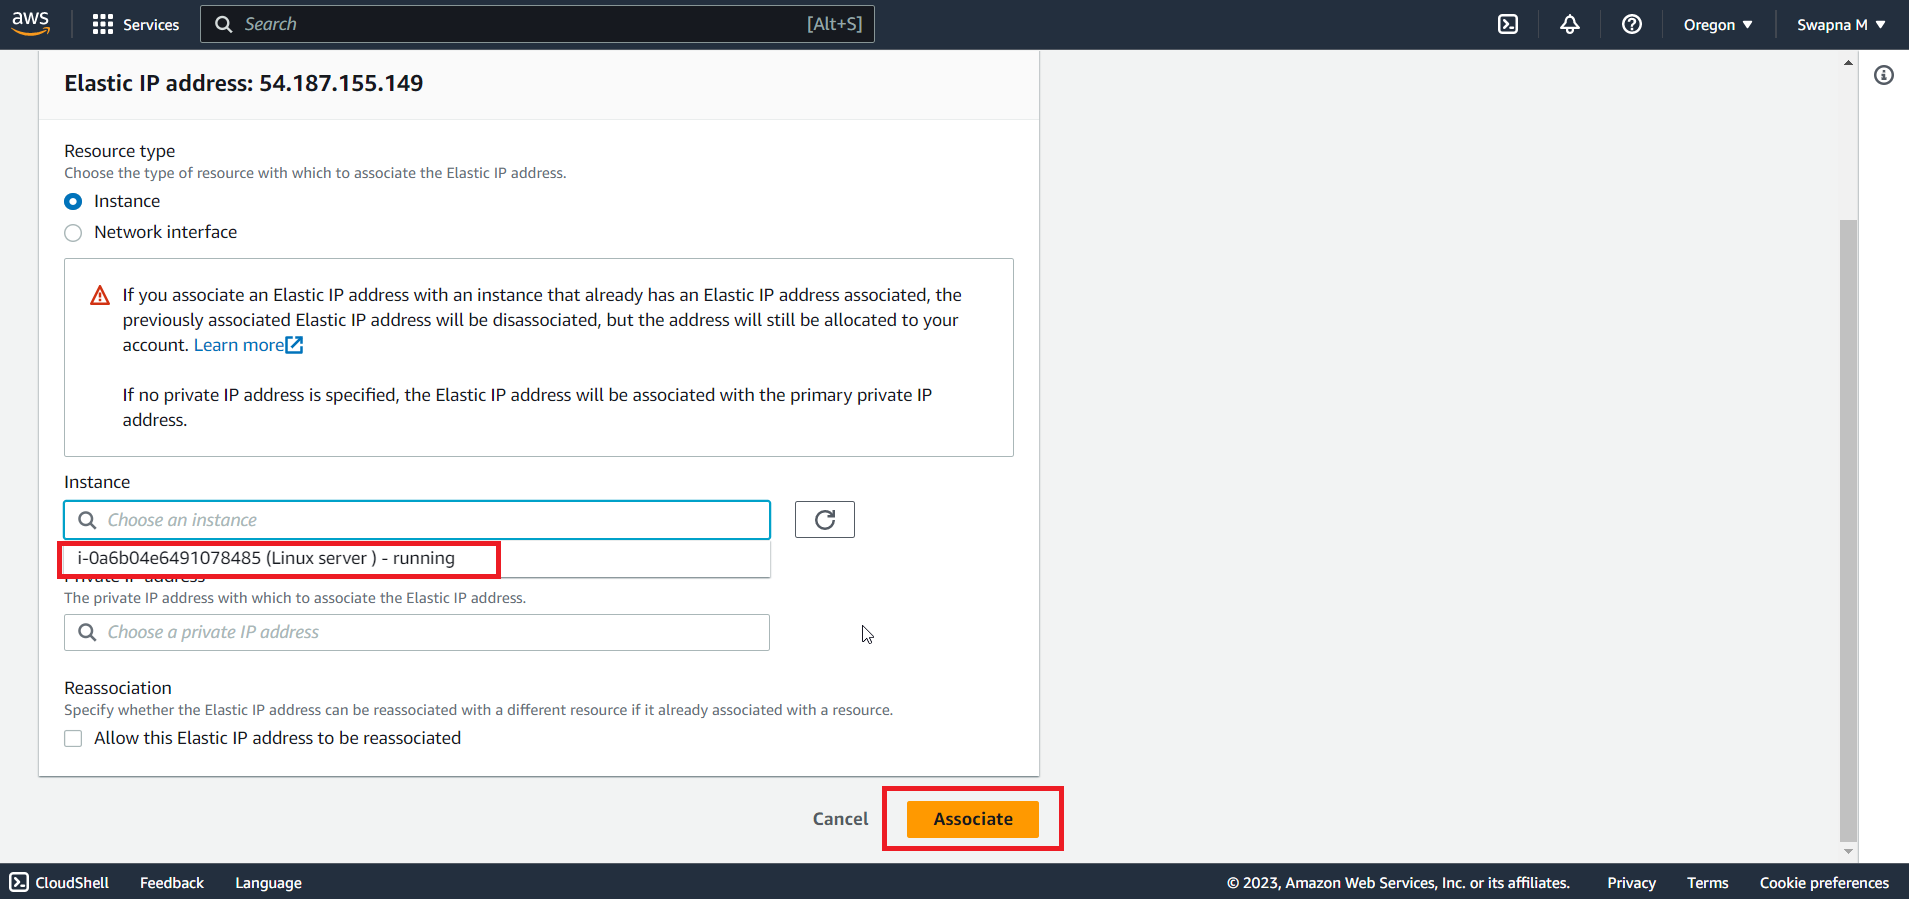 aws
Services
Search
[Alt+S]
Oregon
Swapna M
Elastic IP address: 54.187.155.149
Resource type
Choose the type of resource with which to associate the Elastic IP address.
Instance
Network interface
If you associate an Elastic IP address with an instance that already has an Elastic IP address associated, the
previously associated Elastic IP address will be disassociated, but the address will still be allocated to your
account. Learn more
If no private IP address is specified, the Elastic IP address will be associated with the primary private IP
address.
Instance
Choose an instance
i-0a6b04e6491078485 (Linux server ) - running
Private IP address
The private IP address with which to associate the Elastic IP address.
Choose a private IP address
Reassociation
Specify whether the Elastic IP address can be reassociated with a different resource if it already associated with a resource.
Allow this Elastic IP address to be reassociated
Cancel
Associate
CloudShell
Feedback
Language
© 2023, Amazon Web Services, Inc. or its affiliates.
Privacy
Terms
Cookie preferences